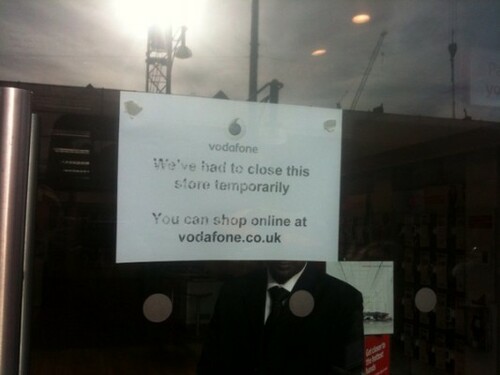 vodafone
We've had to close this
store temporarily
You can shop online at
vodafone.co.uk